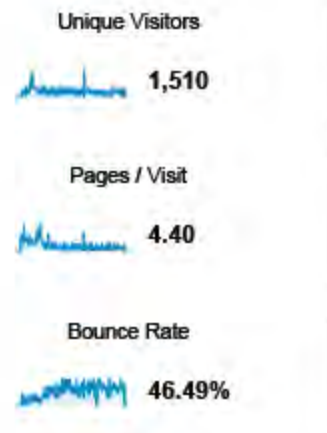 Unique Visitors
1,510
Pages / Visit
4.40
Bounce Rate
46.49%